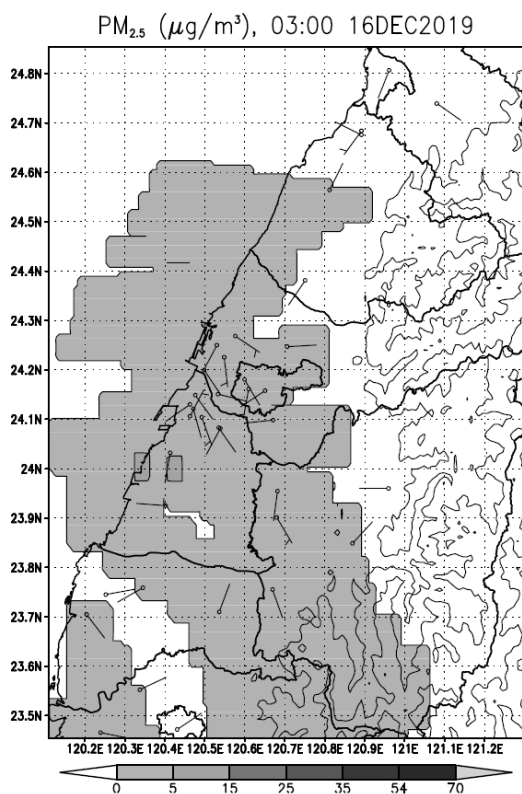 PM2.5 (μg/m³), 03:00 16DEC2019
24.8N
24.7N
24.6N
24.5N
24.4N
24.3N
24.2N
24.1N
24N
23.9N
23.8N
23.7N
23.6N
23.5N
120.2E 120.3E 120.4E 120.5E 120.6E 120.7E 120.8E 120.9E 121E 121.1E 121.2E
0 5 15 25 35 54 70